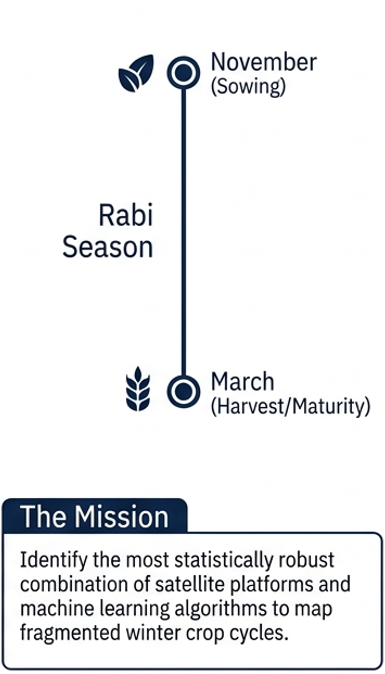 November
(Sowing)
Rabi
Season
March
(Harvest/Maturity)
The Mission
Identify the most statistically robust
combination of satellite platforms and
machine learning algorithms to map
fragmented winter crop cycles.